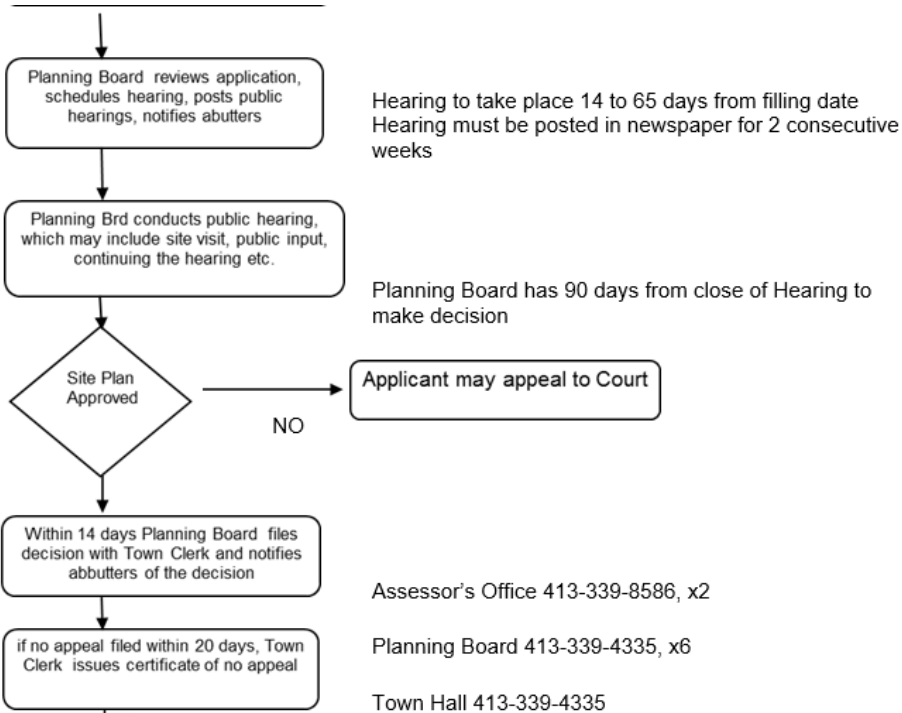 Planning Board reviews application,
schedules hearing, posts public
hearings, notifies abutters
Hearing to take place 14 to 65 days from filling date
Hearing must be posted in newspaper for 2 consecutive
weeks
Planning Brd conducts public hearing,
which may include site visit, public input,
continuing the hearing etc.
Planning Board has 90 days from close of Hearing to
make decision
Site Plan
Approved
NO
Applicant may appeal to Court
Within 14 days Planning Board files
decision with Town Clerk and notifies
abbutters of the decision
Assessor's Office 413-339-8586, x2
if no appeal filed within 20 days, Town
Clerk issues certificate of no appeal
Planning Board 413-339-4335, x6
Town Hall 413-339-4335